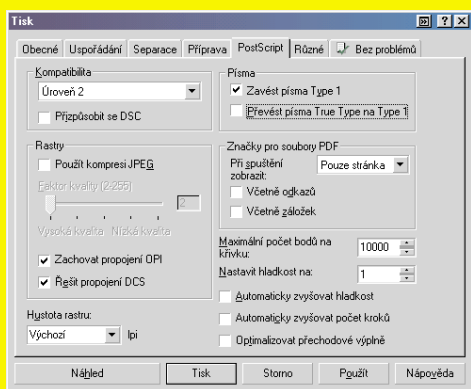 Tisk
Obecné Uspořádání Separace Příprava PostScript Různé Bez problémů
Kompatibilita
Úroveň 2
Přizpůsobit se DSC
Písma
Zavést písma Type 1
Převést písma True Type na Type 1
Rastry
Použít kompresi JPEG
Faktor kvality (2-255)
2
Vysoká kvalita Nízká kvalita
Zachovat propojení OPI
Řešit propojení DCS
Značky pro soubory PDF
Při spuštění zobrazit: Pouze stránka
Včetně odkazů
Včetně záložek
Maximální počet bodů na křivku: 10000
Nastavit hladkost na: 1
Automaticky zvyšovat hladkost
Automaticky zvyšovat počet kroků
Optimalizovat přechodové výplně
Hustota rastru:
Výchozí lpi
Náhled Tisk Storno Použít Nápověda